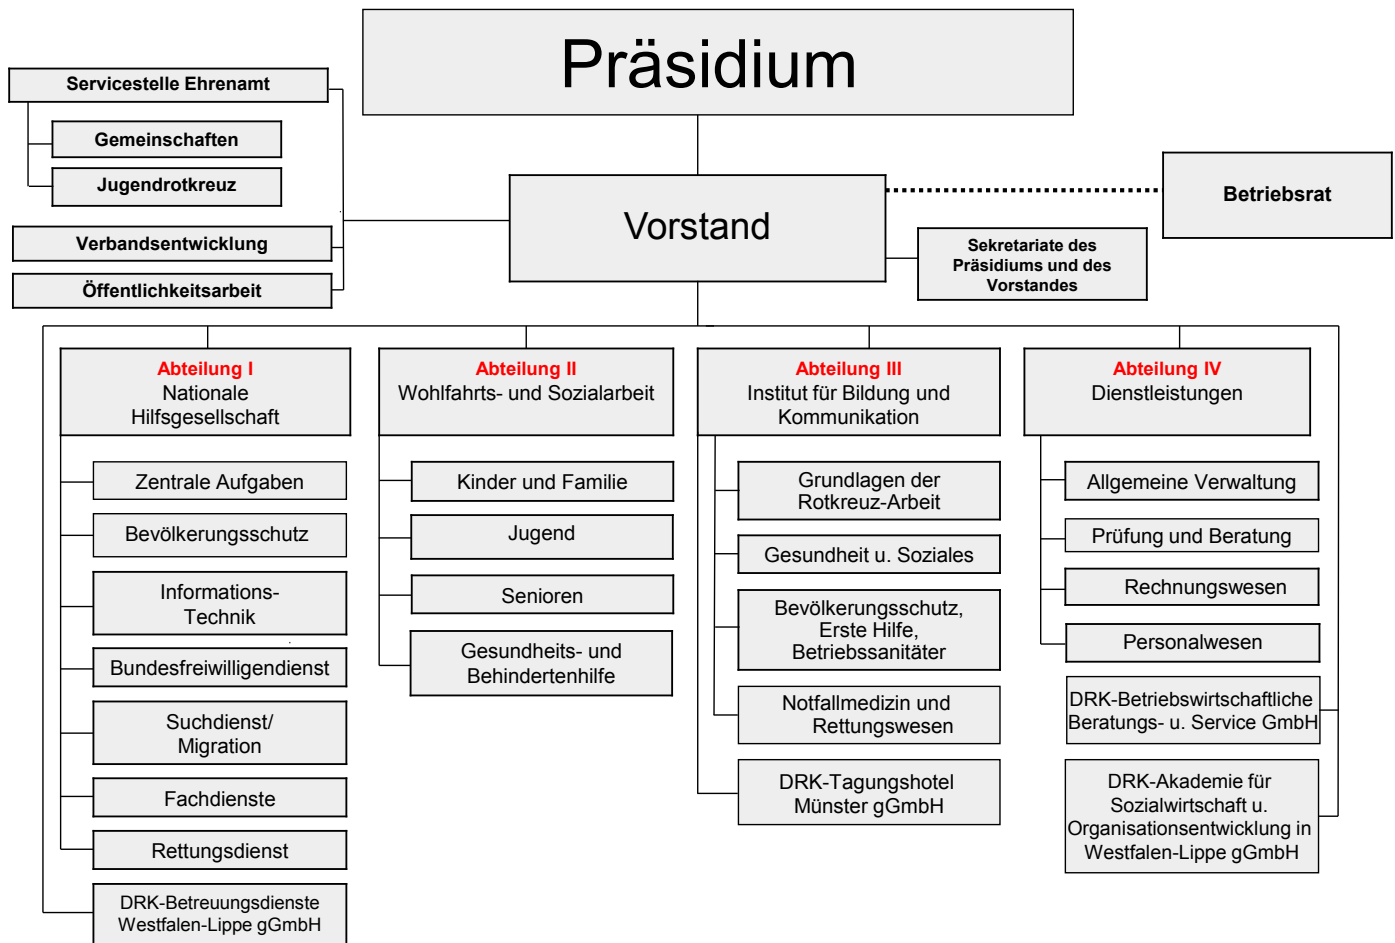 Präsidium
Servicestelle Ehrenamt
Gemeinschaften
Jugendrotkreuz
Verbandsentwicklung
Öffentlichkeitsarbeit
Vorstand
Betriebsrat
Sekretariate des
Präsidiums und des
Vorstandes
Abteilung I
Nationale
Hilfsgesellschaft
Zentrale Aufgaben
Bevölkerungsschutz
Informations-
Technik
Bundesfreiwilligendienst
Suchdienst/
Migration
Fachdienste
Rettungsdienst
DRK-Betreuungsdienste
Westfalen-Lippe gGmbH
Abteilung II
Wohlfahrts- und Sozialarbeit
Kinder und Familie
Jugend
Senioren
Gesundheits- und
Behindertenhilfe
Abteilung III
Institut für Bildung und
Kommunikation
Grundlagen der
Rotkreuz-Arbeit
Gesundheit u. Soziales
Bevölkerungsschutz,
Erste Hilfe,
Betriebssanitäter
Notfallmedizin und
Rettungswesen
DRK-Tagungshotel
Münster gGmbH
Abteilung IV
Dienstleistungen
Allgemeine Verwaltung
Prüfung und Beratung
Rechnungswesen
Personalwesen
DRK-Betriebswirtschaftliche
Beratungs- u. Service GmbH
DRK-Akademie für
Sozialwirtschaft u.
Organisationsentwicklung in
Westfalen-Lippe gGmbH